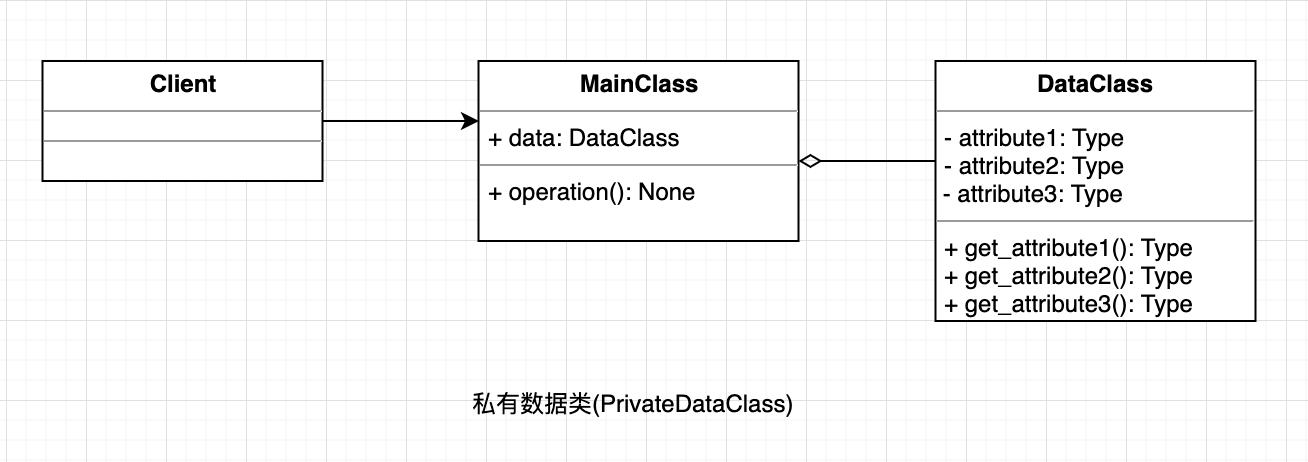 Client
MainClass
+ data: DataClass
+ operation(): None
DataClass
- attribute1: Type
- attribute2: Type
- attribute3: Type
+ get_attribute1(): Type
+ get_attribute2(): Type
+ get_attribute3(): Type
私有数据类(PrivateDataClass)